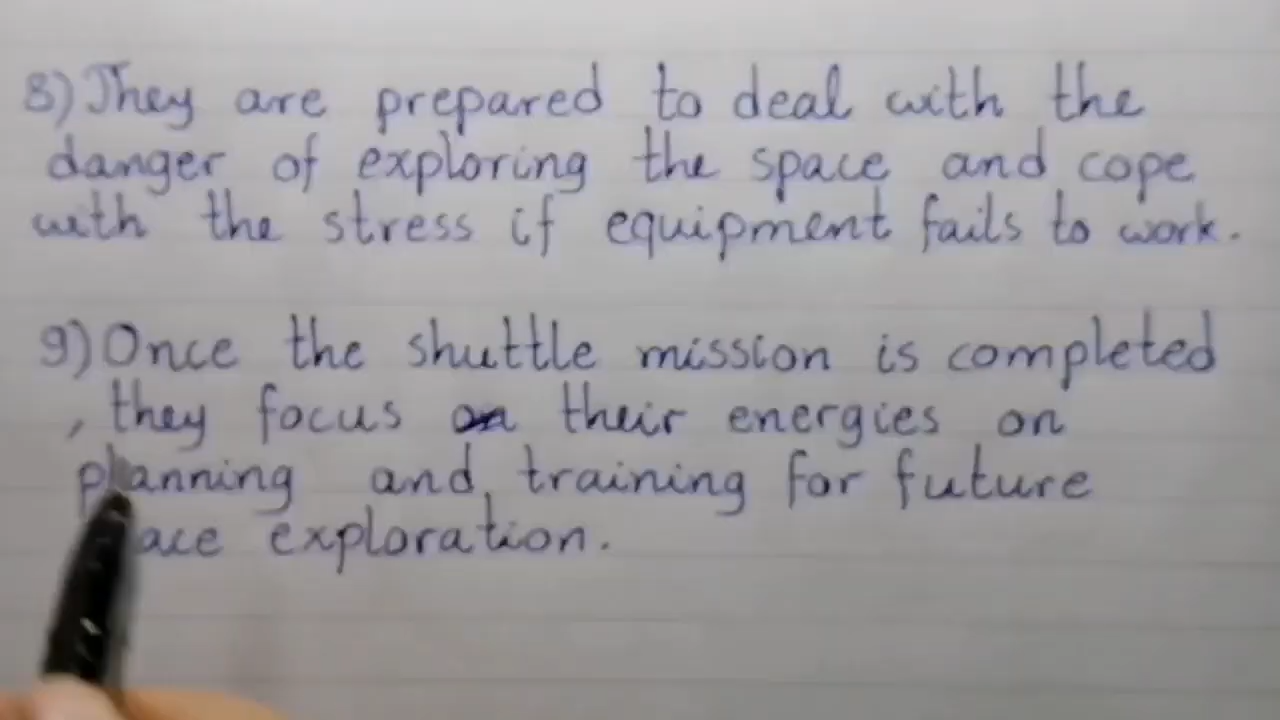 8) They are prepared to deal with the
danger of exploring the space and cope
with the stress if equipment fails to work.
9) Once the shuttle mission is completed
, they focus their energies on
planning and, training for future
ace exploration.